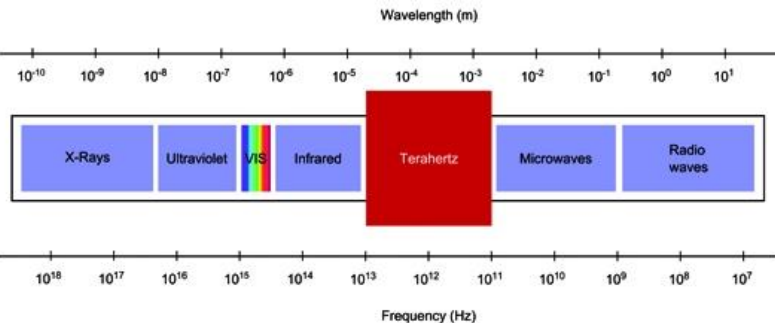 Wavelength (m)
10⁻¹⁰ 10⁻⁹ 10⁻⁸ 10⁻⁷ 10⁻⁶ 10⁻⁵ 10⁻⁴ 10⁻³ 10⁻² 10⁻¹ 10⁰ 10¹
X-Rays Ultraviolet VIS Infrared Terahertz Microwaves Radio
waves
10¹⁸ 10¹⁷ 10¹⁶ 10¹⁵ 10¹⁴ 10¹³ 10¹² 10¹¹ 10¹⁰ 10⁹ 10⁸ 10⁷
Frequency (Hz)